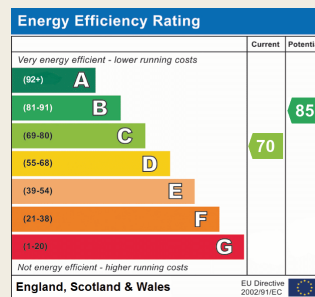 Energy Efficiency Rating
Current Potenti
Very energy efficient - lower running costs
(92+) A
(81-91) B
85
(69-80) C
70
(55-68) D
(39-54) E
(21-38) F
(1-20) G
Not energy efficient - higher running costs
England, Scotland & Wales
EU Directive
2002/91/EC